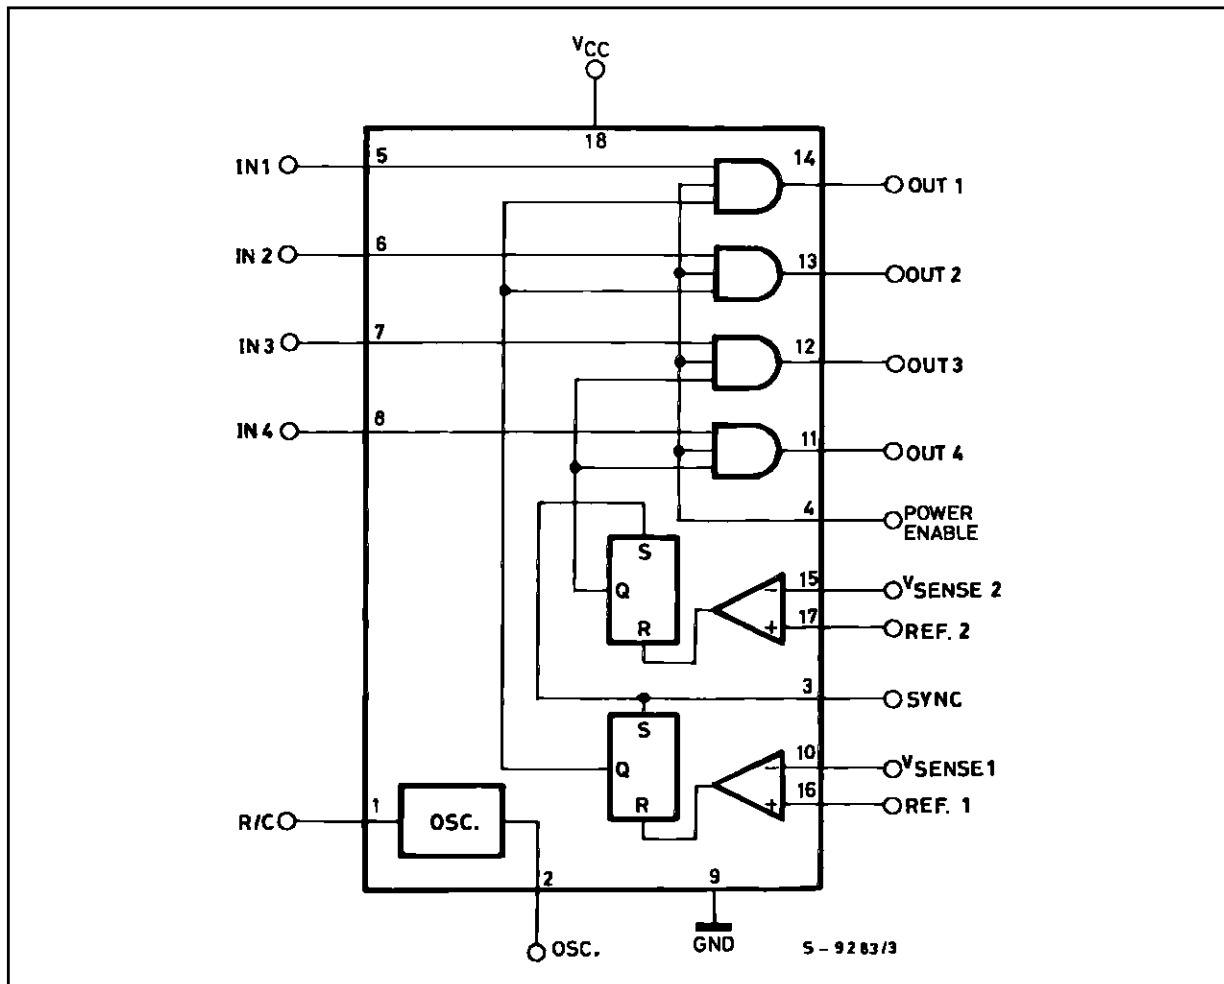 VCC
18
IN1
5
14
OUT 1
IN 2
6
13
OUT 2
IN 3
7
12
OUT 3
IN 4
8
11
OUT 4
4
POWER
ENABLE
S
Q
R
-
+
15
VSENSE 2
17
REF. 2
3
SYNC
S
Q
R
-
+
10
VSENSE1
16
REF. 1
R/C
1
OSC.
2
OSC.
9
GND
S - 9283/3